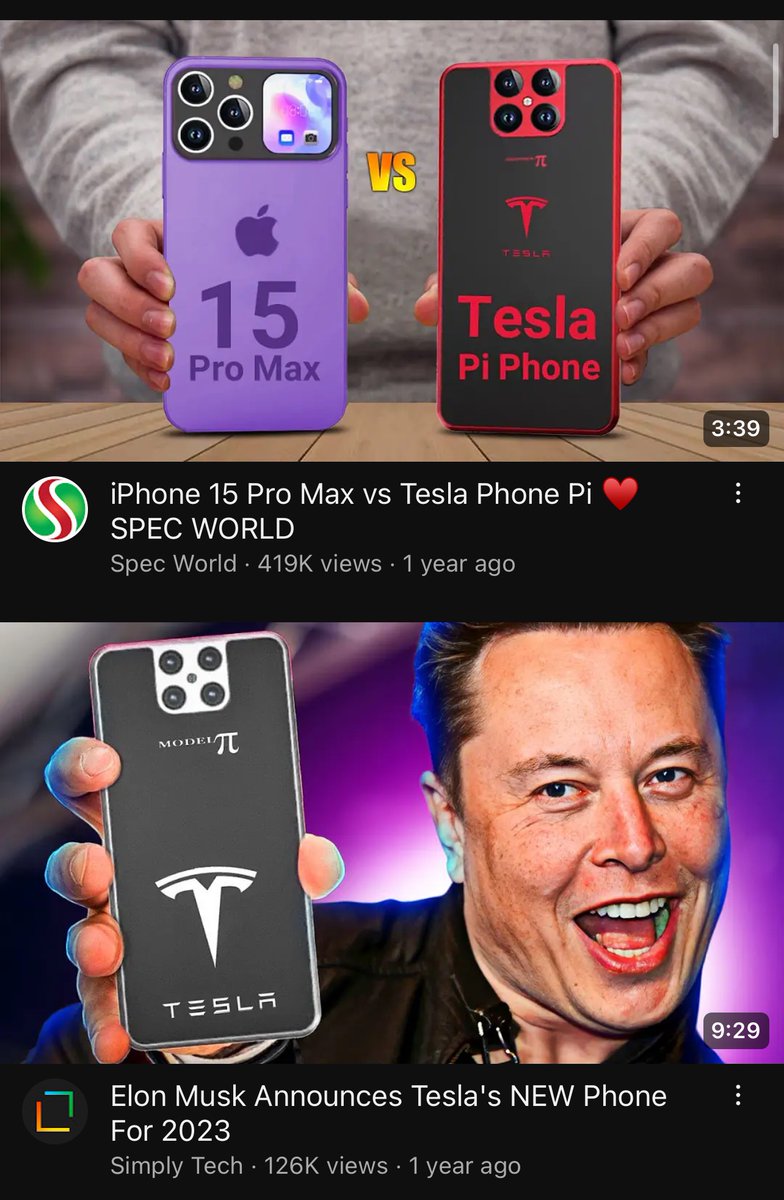 VS
15
Pro Max
π
TESLA
Tesla
Pi Phone
3:39
iPhone 15 Pro Max vs Tesla Phone Pi ♥️
SPEC WORLD
Spec World · 419K views · 1 year ago
MODEL π
TESLA
9:29
Elon Musk Announces Tesla's NEW Phone
For 2023
Simply Tech · 126K views · 1 year ago